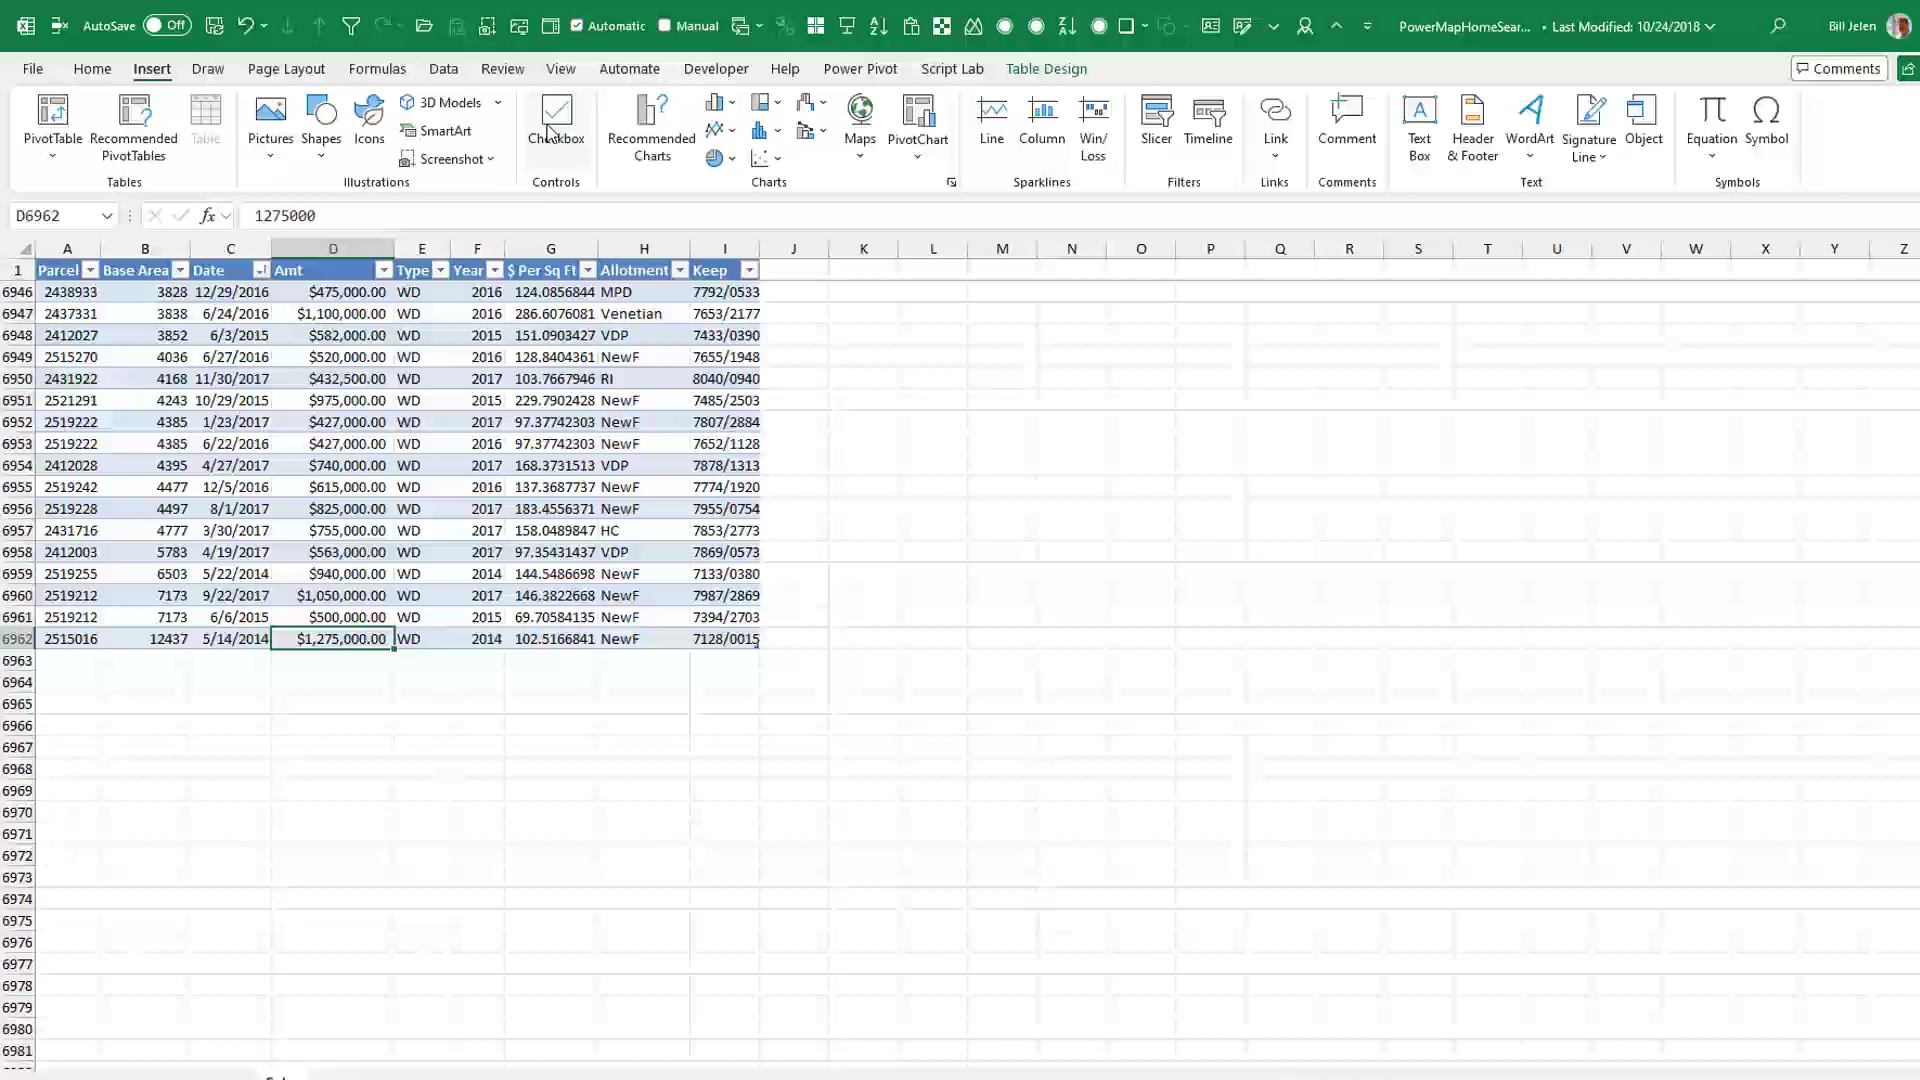 AutoSave Off Automatic Manual PowerMapHomeSear... • Last Modified: 10/24/2018 Bill Jelen
File Home Insert Draw Page Layout Formulas Data Review View Automate Developer Help Power Pivot Script Lab Table Design Comments
PivotTable Recommended PivotTables Table Pictures Shapes Icons 3D Models SmartArt Screenshot Checkbox Recommended Charts Maps PivotChart Line Column Win/Loss Slicer Timeline Link Comment Text Box Header & Footer WordArt Signature Line Object Equation Symbol
Tables Illustrations Controls Charts Sparklines Filters Links Comments Text Symbols
D6962 fx 1275000
A B C D E F G H I J K L M N O P Q R S T U V W X Y Z
1 Parcel Base Area Date Amt Type Year $ Per Sq Ft Allotment Keep
6946 2438933 3828 12/29/2016 $475,000.00 WD 2016 124.0856844 MPD 7792/0533
6947 2437331 3838 6/24/2016 $1,100,000.00 WD 2016 286.6076081 Venetian 7653/2177
6948 2412027 3852 6/3/2015 $582,000.00 WD 2015 151.0903427 VDP 7433/0390
6949 2515270 4036 6/27/2016 $520,000.00 WD 2016 128.8404361 NewF 7655/1948
6950 2431922 4168 11/30/2017 $432,500.00 WD 2017 103.7667946 RI 8040/0940
6951 2521291 4243 10/29/2015 $975,000.00 WD 2015 229.7902428 NewF 7485/2503
6952 2519222 4385 1/23/2017 $427,000.00 WD 2017 97.37742303 NewF 7807/2884
6953 2519222 4385 6/22/2016 $427,000.00 WD 2016 97.37742303 NewF 7652/1128
6954 2412028 4395 4/27/2017 $740,000.00 WD 2017 168.3731513 VDP 7878/1313
6955 2519242 4477 12/5/2016 $615,000.00 WD 2016 137.3687737 NewF 7774/1920
6956 2519228 4497 8/1/2017 $825,000.00 WD 2017 183.4556371 NewF 7955/0754
6957 2431716 4777 3/30/2017 $755,000.00 WD 2017 158.0489847 HC 7853/2773
6958 2412003 5783 4/19/2017 $563,000.00 WD 2017 97.35431437 VDP 7869/0573
6959 2519255 6503 5/22/2014 $940,000.00 WD 2014 144.5486698 NewF 7133/0380
6960 2519212 7173 9/22/2017 $1,050,000.00 WD 2017 146.3822668 NewF 7987/2869
6961 2519212 7173 6/6/2015 $500,000.00 WD 2015 69.70584135 NewF 7394/2703
6962 2515016 12437 5/14/2014 $1,275,000.00 WD 2014 102.5166841 NewF 7128/0015
6963
6964
6965
6966
6967
6968
6969
6970
6971
6972
6973
6974
6975
6976
6977
6978
6979
6980
6981